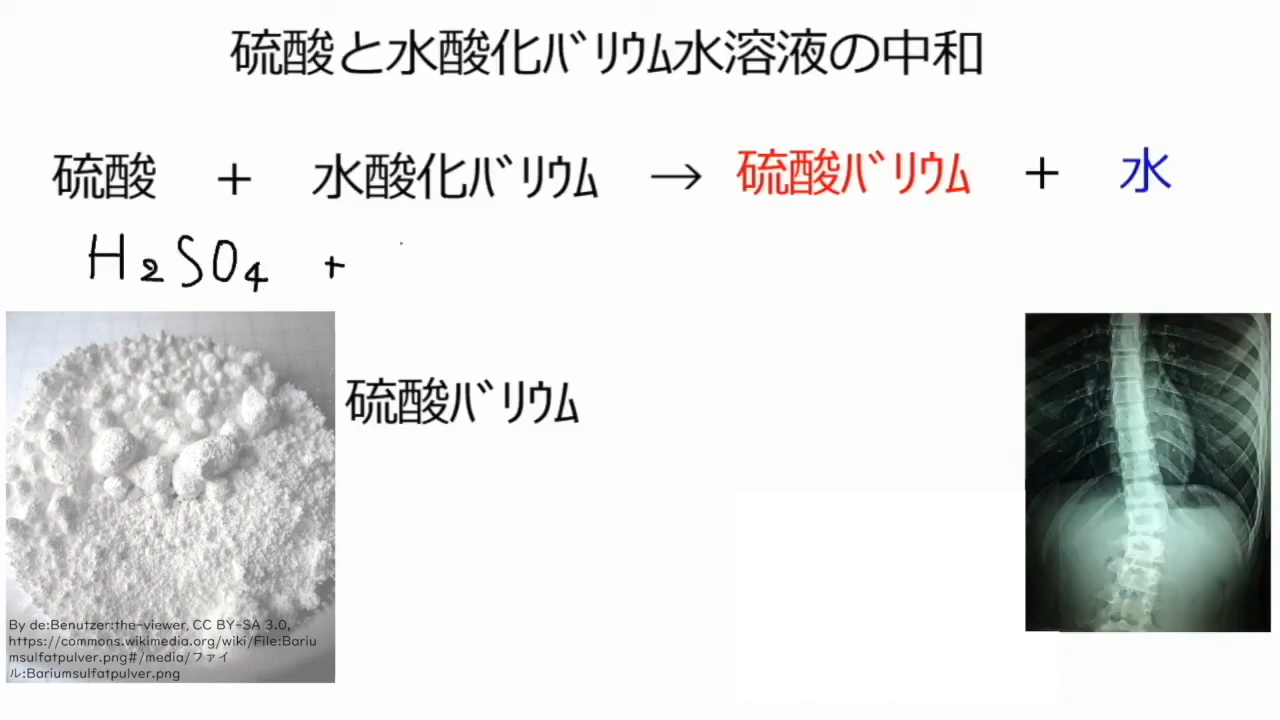 硫酸と水酸化ﾊﾞﾘｳﾑ水溶液の中和
硫酸 + 水酸化ﾊﾞﾘｳﾑ → 硫酸ﾊﾞﾘｳﾑ + 水
H₂SO₄ +
硫酸ﾊﾞﾘｳﾑ
By de:Benutzer:the-viewer, CC BY-SA 3.0,
https://commons.wikimedia.org/wiki/File:Bariu
msulfatpulver.png#/media/ファイ
ル:Bariumsulfatpulver.png